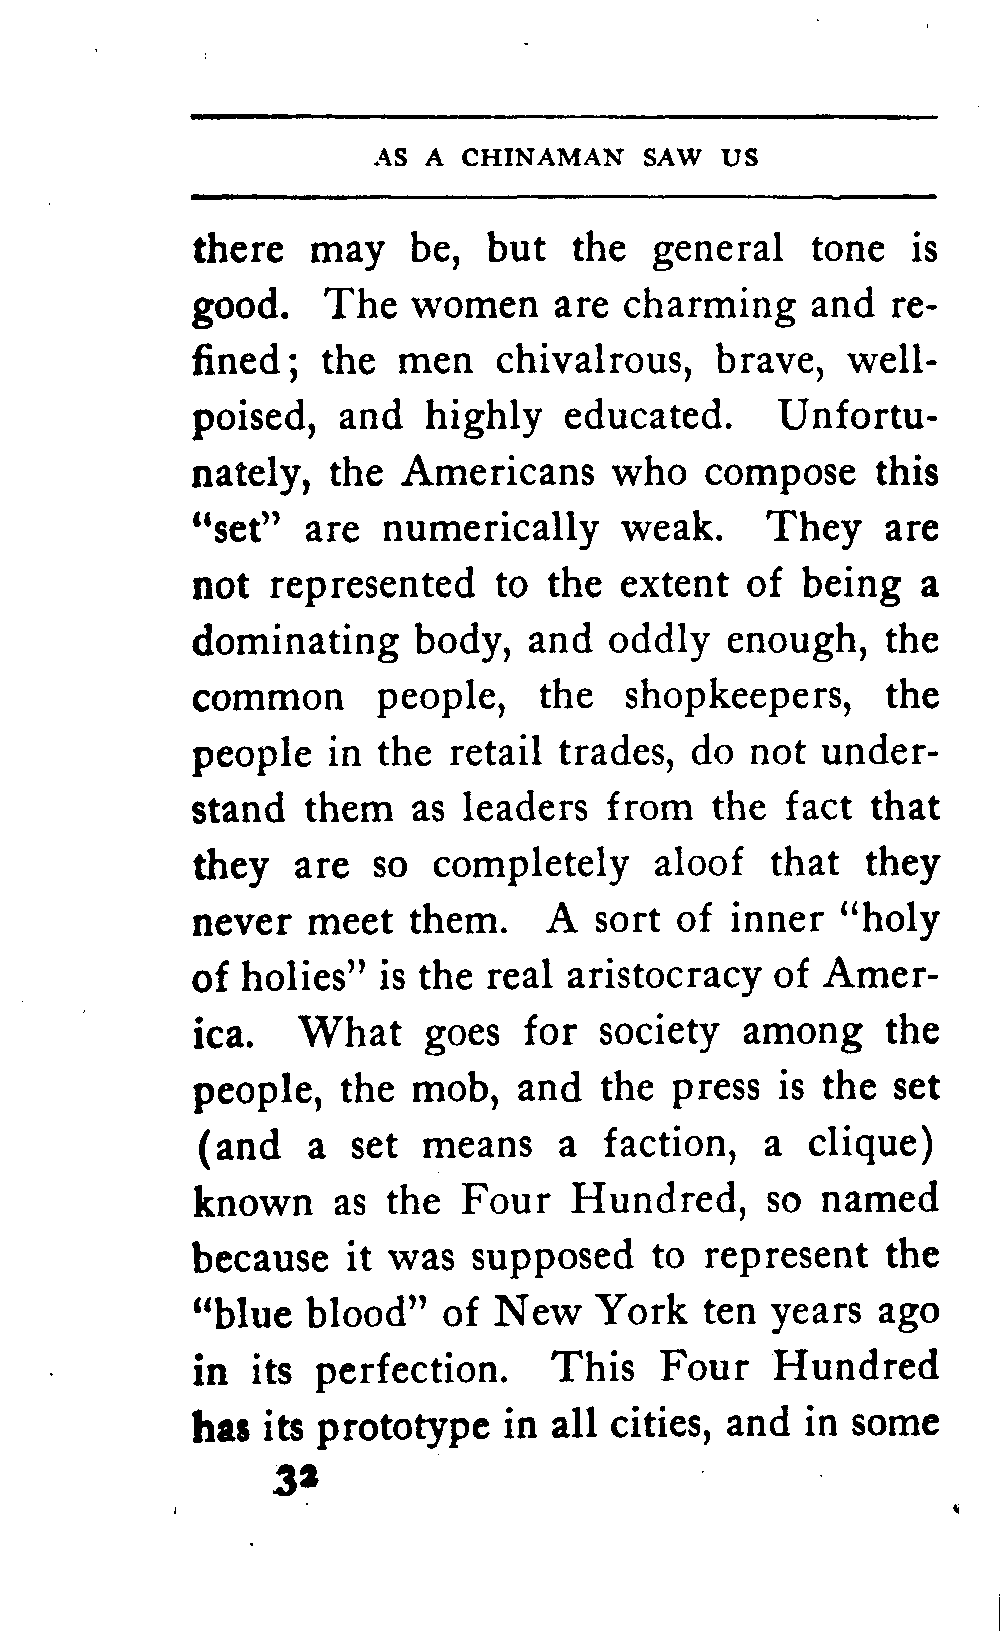 AS A CHINAMAN SAW US
there may be, but the general tone is
good. The women are charming and re-
fined; the men chivalrous, brave, well-
poised, and highly educated. Unfortu-
nately, the Americans who compose this
“set” are numerically weak. They are
not represented to the extent of being a
dominating body, and oddly enough, the
common people, the shopkeepers, the
people in the retail trades, do not under-
stand them as leaders from the fact that
they are so completely aloof that they
never meet them. A sort of inner “holy
of holies” is the real aristocracy of Amer-
ica. What goes for society among the
people, the mob, and the press is the set
(and a set means a faction, a clique)
known as the Four Hundred, so named
because it was supposed to represent the
“blue blood” of New York ten years ago
in its perfection. This Four Hundred
has its prototype in all cities, and in some
32